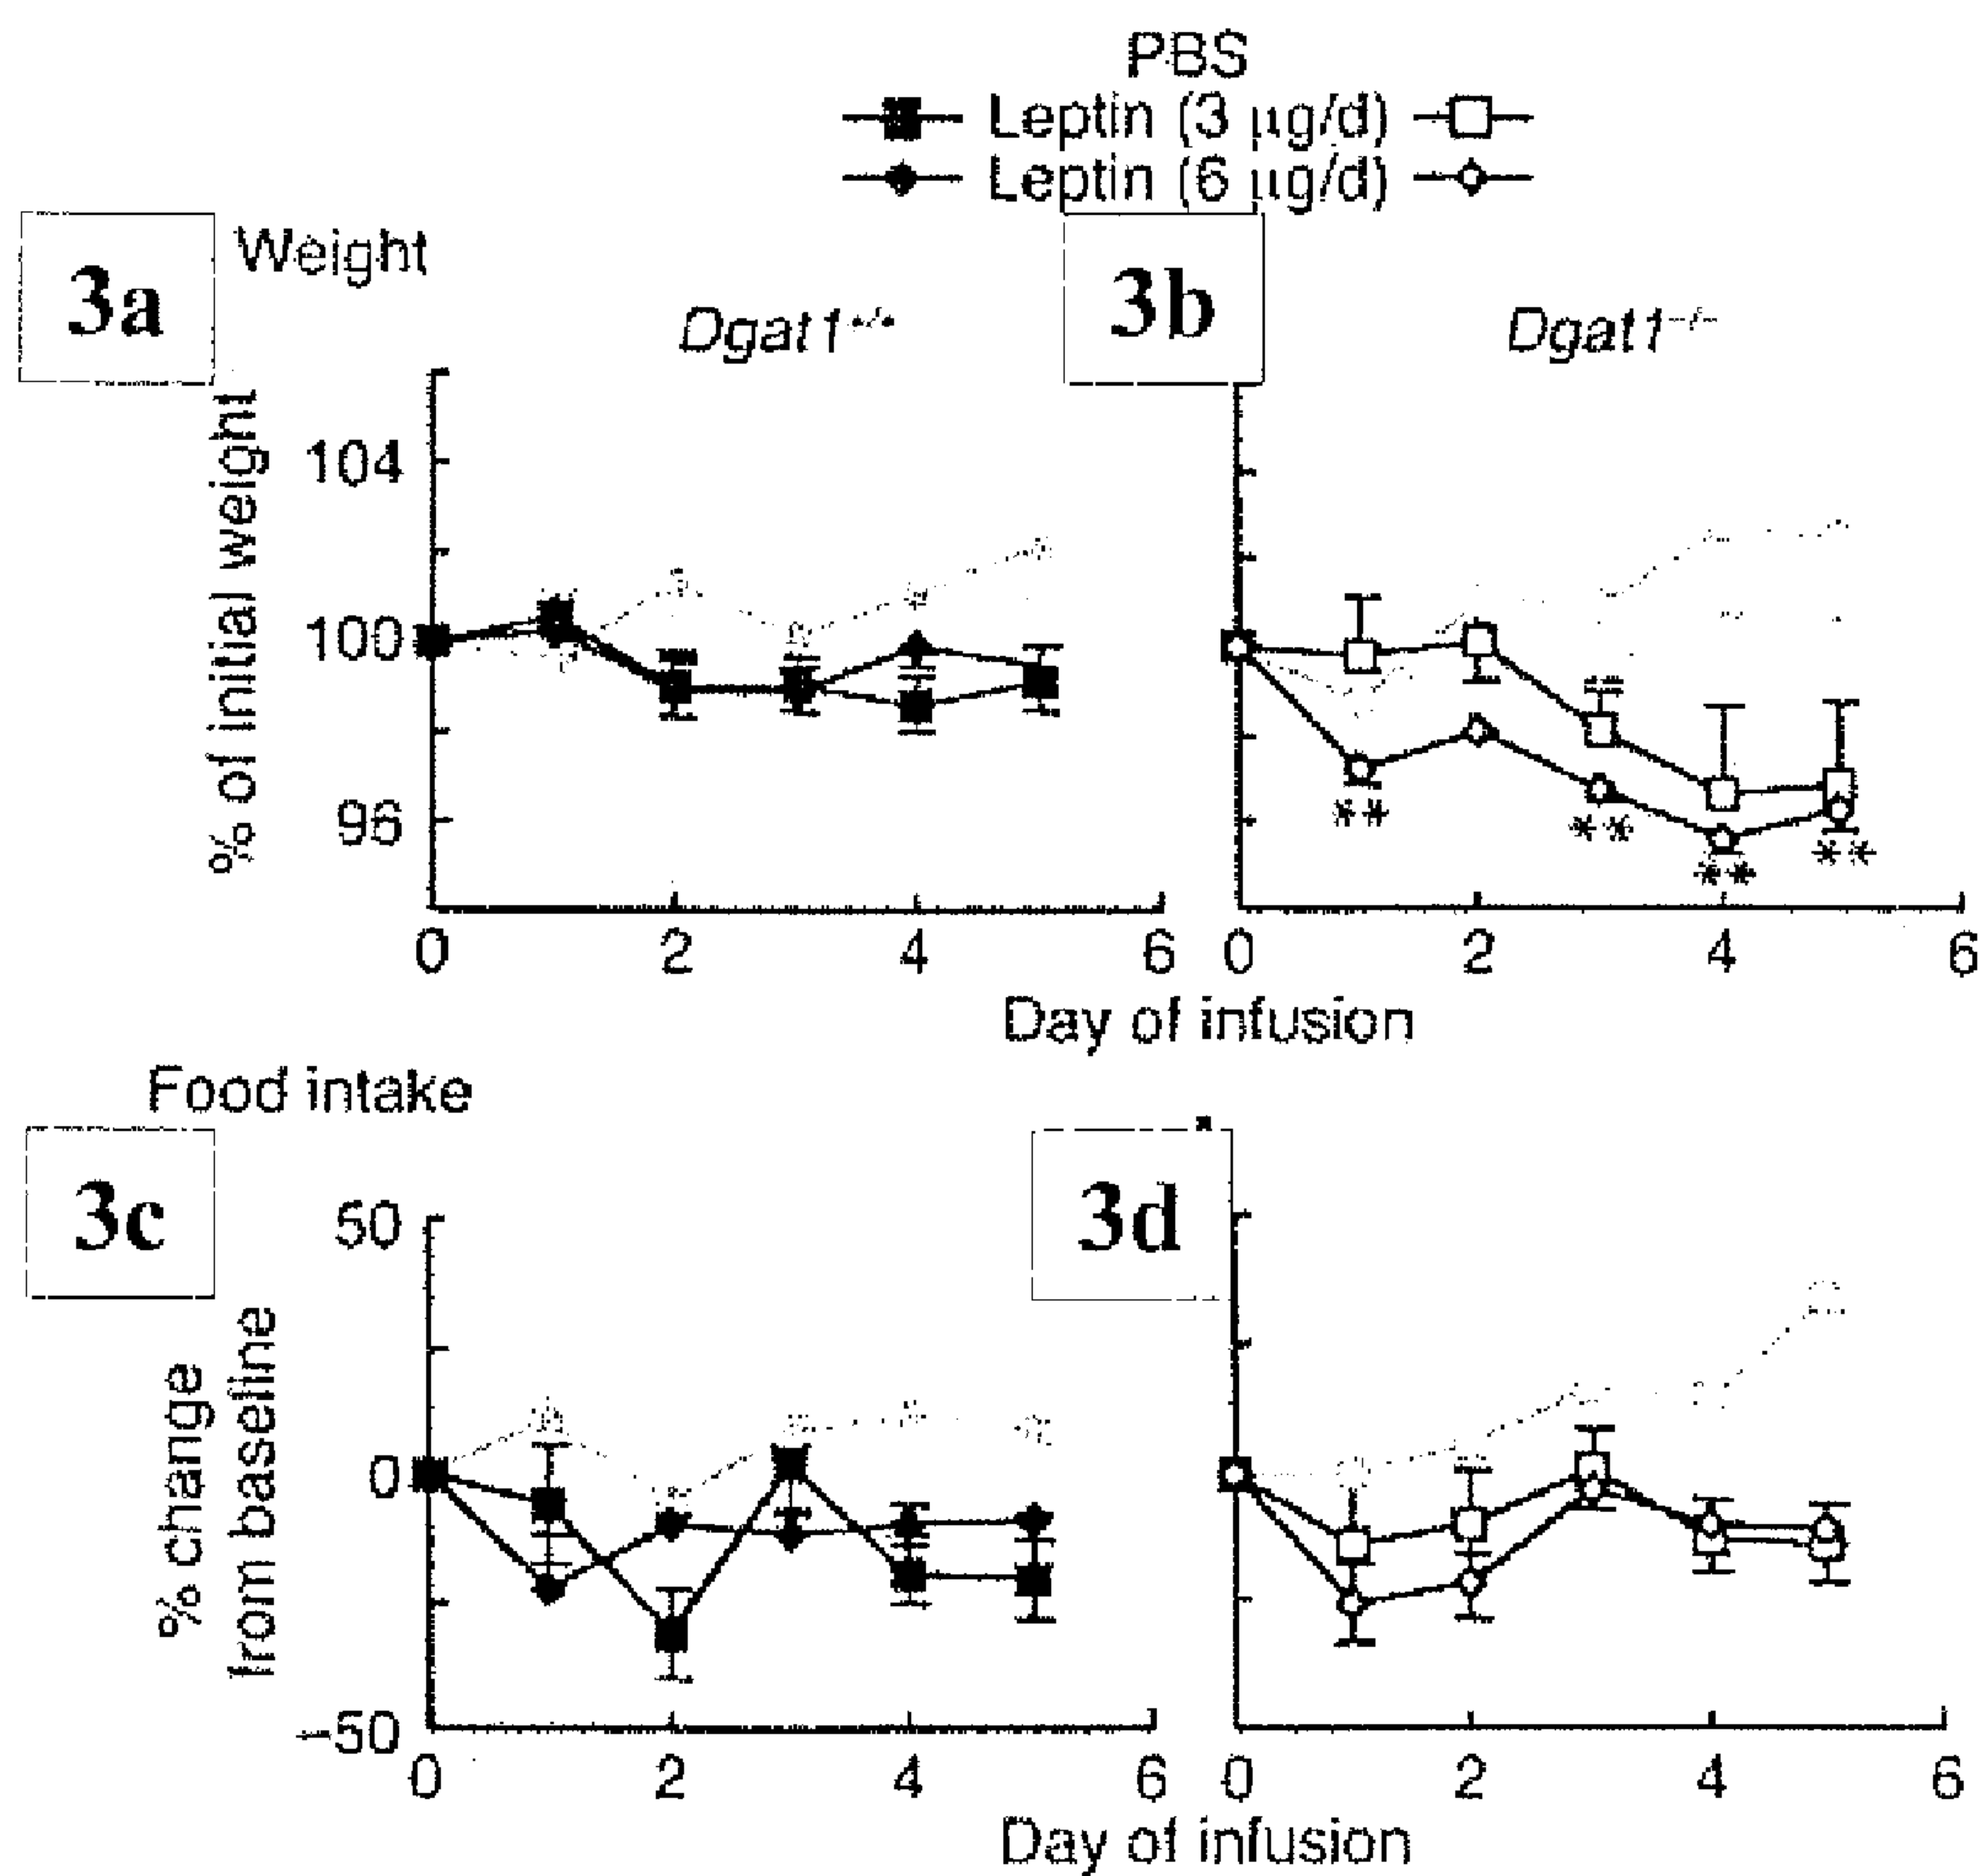 PBS
Leptin (3 µg/d)
Leptin (6 µg/d)
3a
Weight
Dgat1+/+
3b
Dgat1-/-
% of initial weight
104
100
96
**
**
**
**
0
2
4
6
0
2
4
6
Day of infusion
Food intake
3c
3d
% change
from baseline
50
0
-50
0
2
4
6
0
2
4
6
Day of infusion